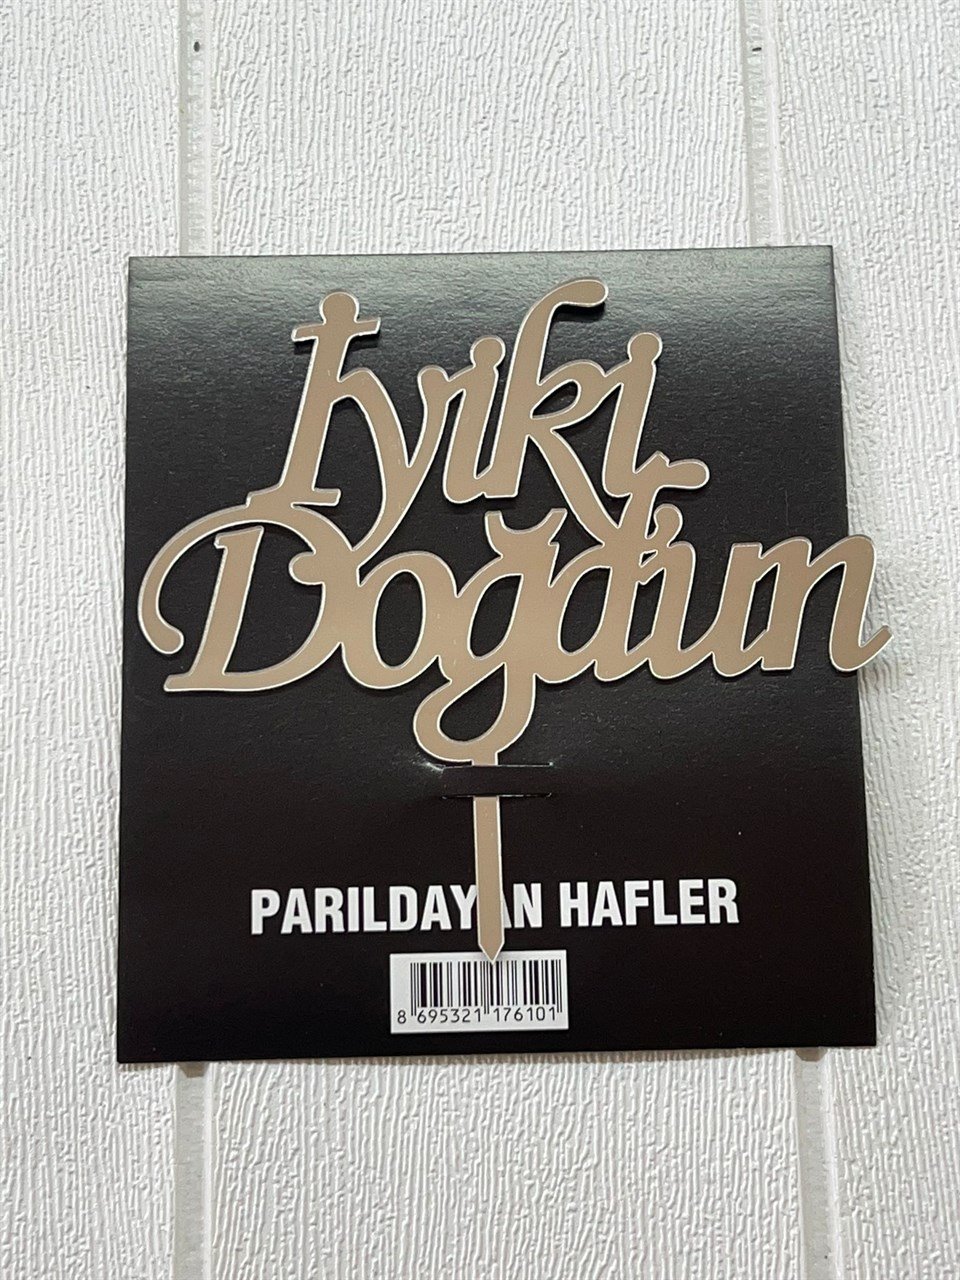 İyiki
Doğdun
PARILDAYAN HAFLER
8 695321 176101